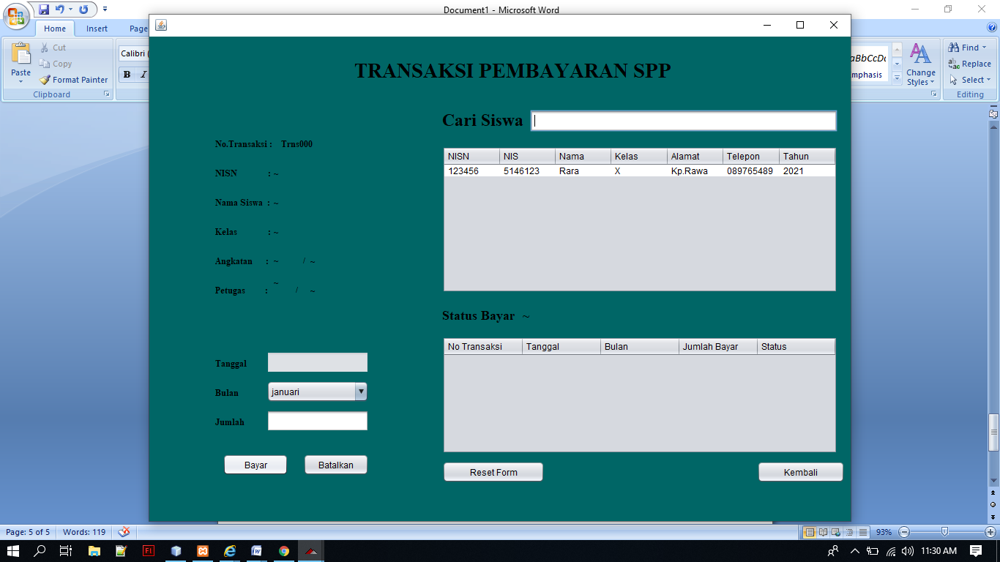 Document1 - Microsoft Word
Home Insert Page
Paste
Cut
Copy
Format Painter
Clipboard
Calibri (
B I
aBbCcDc
mphasis
Change
Styles
Find
Replace
Select
Editing
TRANSAKSI PEMBAYARAN SPP
Cari Siswa
No.Transaksi : Trns000
NISN : ~
Nama Siswa : ~
Kelas : ~
Angkatan : ~ / ~
~
Petugas : / ~
NISN NIS Nama Kelas Alamat Telepon Tahun
123456 5146123 Rara X Kp.Rawa 089765489 2021
Status Bayar ~
No Transaksi Tanggal Bulan Jumlah Bayar Status
Tanggal
Bulan januari
Jumlah
Bayar Batalkan
Reset Form Kembali
Page: 5 of 5 Words: 119 93%
Fl
11:30 AM